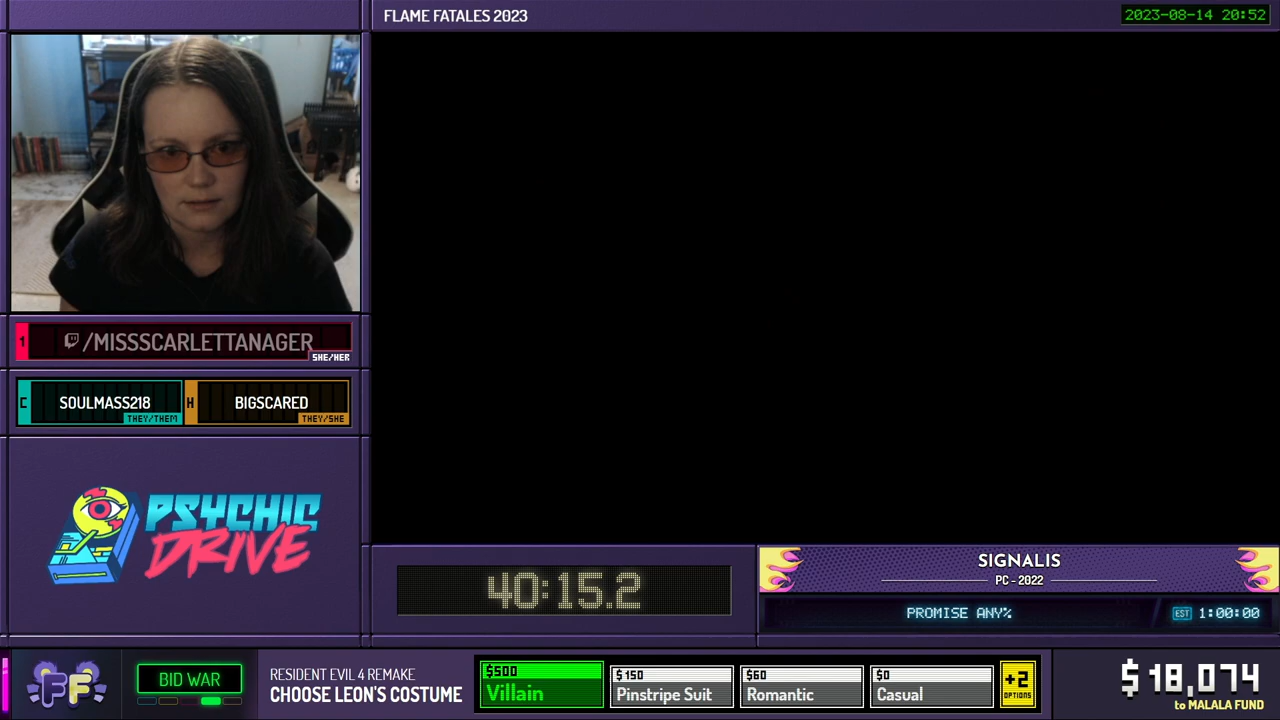 FLAME FATALES 2023
2023-08-14 20:52
1
/MISSSCARLETTANAGER
SHE/HER
C
SOULMASS218
THEY/THEM
H
BIGSCARED
THEY/SHE
PSYCHIC
DRIVE
40:15.2
SIGNALIS
PC - 2022
PROMISE ANY%
EST 1:00:00
FF
BID WAR
RESIDENT EVIL 4 REMAKE
CHOOSE LEON'S COSTUME
$500
Villain
$150
Pinstripe Suit
$60
Romantic
$0
Casual
+2
OPTIONS
$18,074
to MALALA FUND